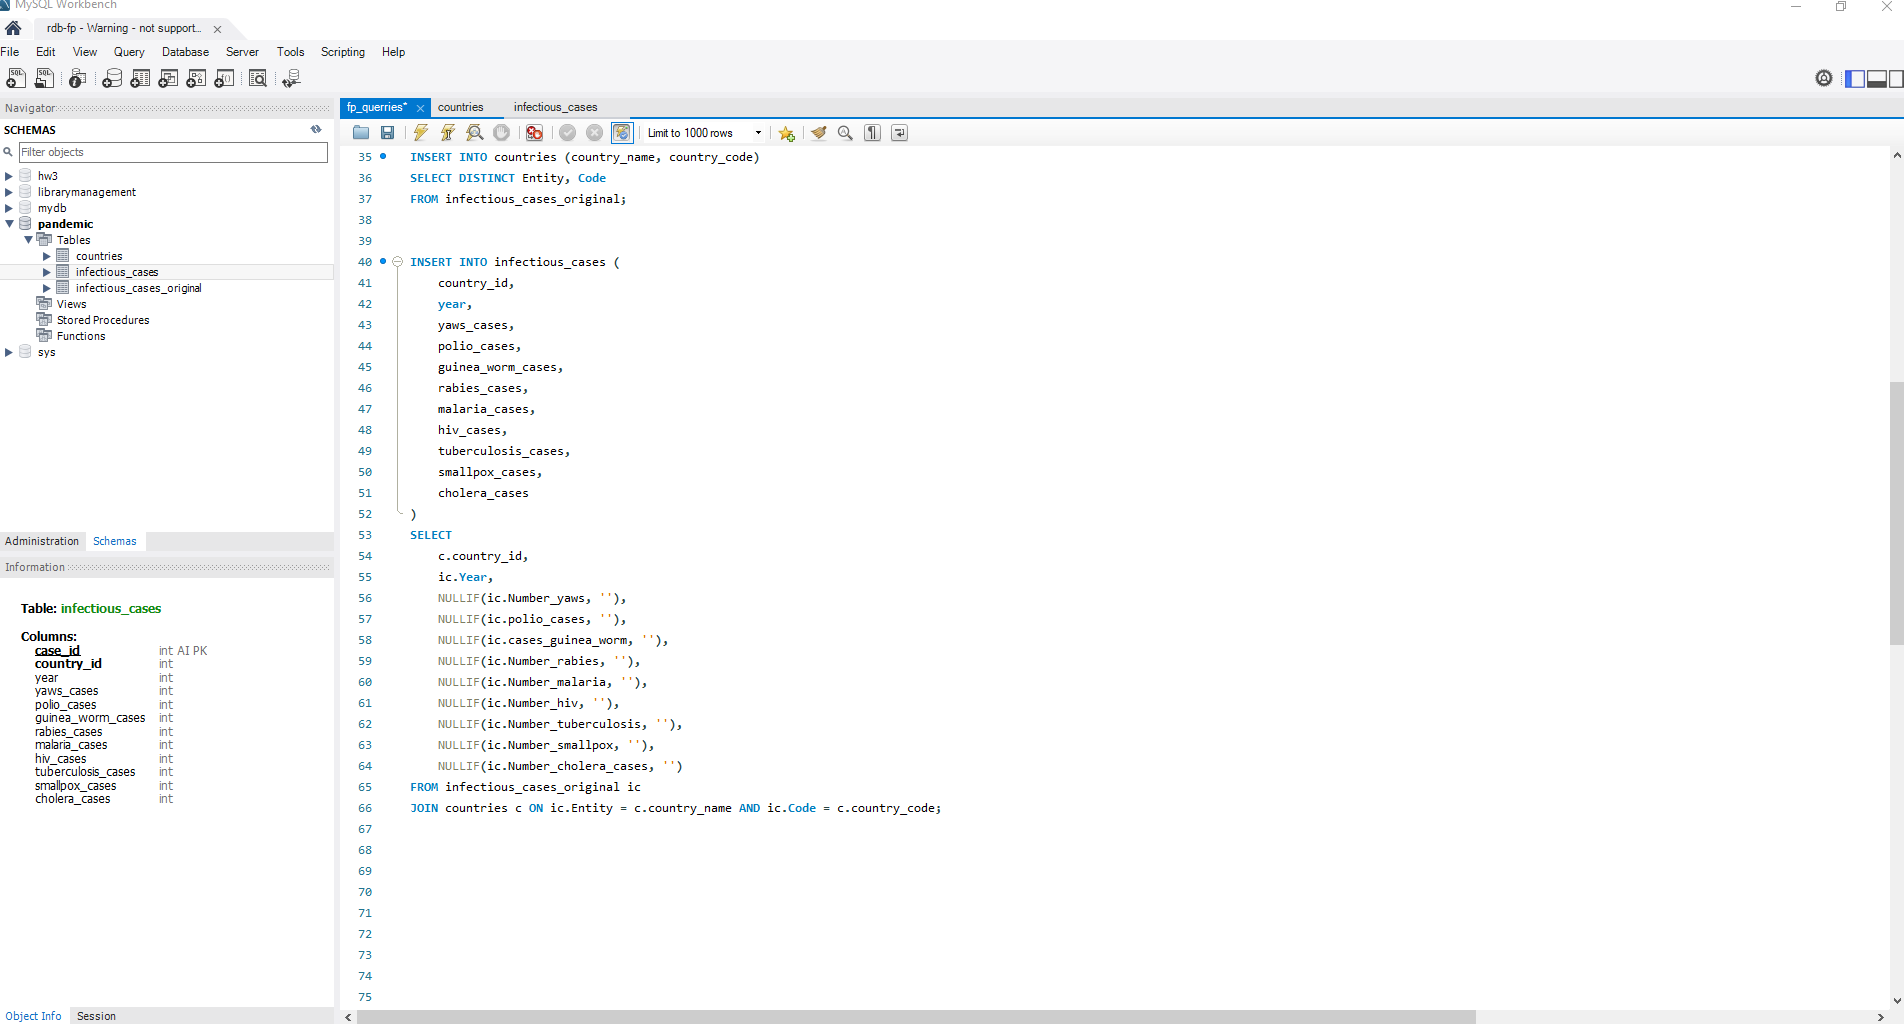 MySQL Workbench
rdb-fp - Warning - not support...
File Edit View Query Database Server Tools Scripting Help
Navigator
SCHEMAS
Filter objects
hw3
librarymanagement
mydb
pandemic
Tables
countries
infectious_cases
infectious_cases_original
Views
Stored Procedures
Functions
sys
Administration Schemas
Information
Table: infectious_cases
Columns:
case_id int AI PK
country_id int
year int
yaws_cases int
polio_cases int
guinea_worm_cases int
rabies_cases int
malaria_cases int
hiv_cases int
tuberculosis_cases int
smallpox_cases int
cholera_cases int
Object Info Session
fp_querries* countries infectious_cases
Limit to 1000 rows
35 INSERT INTO countries (country_name, country_code)
36 SELECT DISTINCT Entity, Code
37 FROM infectious_cases_original;
38
39
40 INSERT INTO infectious_cases (
41 country_id,
42 year,
43 yaws_cases,
44 polio_cases,
45 guinea_worm_cases,
46 rabies_cases,
47 malaria_cases,
48 hiv_cases,
49 tuberculosis_cases,
50 smallpox_cases,
51 cholera_cases
52 )
53 SELECT
54 c.country_id,
55 ic.Year,
56 NULLIF(ic.Number_yaws, ''),
57 NULLIF(ic.polio_cases, ''),
58 NULLIF(ic.cases_guinea_worm, ''),
59 NULLIF(ic.Number_rabies, ''),
60 NULLIF(ic.Number_malaria, ''),
61 NULLIF(ic.Number_hiv, ''),
62 NULLIF(ic.Number_tuberculosis, ''),
63 NULLIF(ic.Number_smallpox, ''),
64 NULLIF(ic.Number_cholera_cases, '')
65 FROM infectious_cases_original ic
66 JOIN countries c ON ic.Entity = c.country_name AND ic.Code = c.country_code;
67
68
69
70
71
72
73
74
75